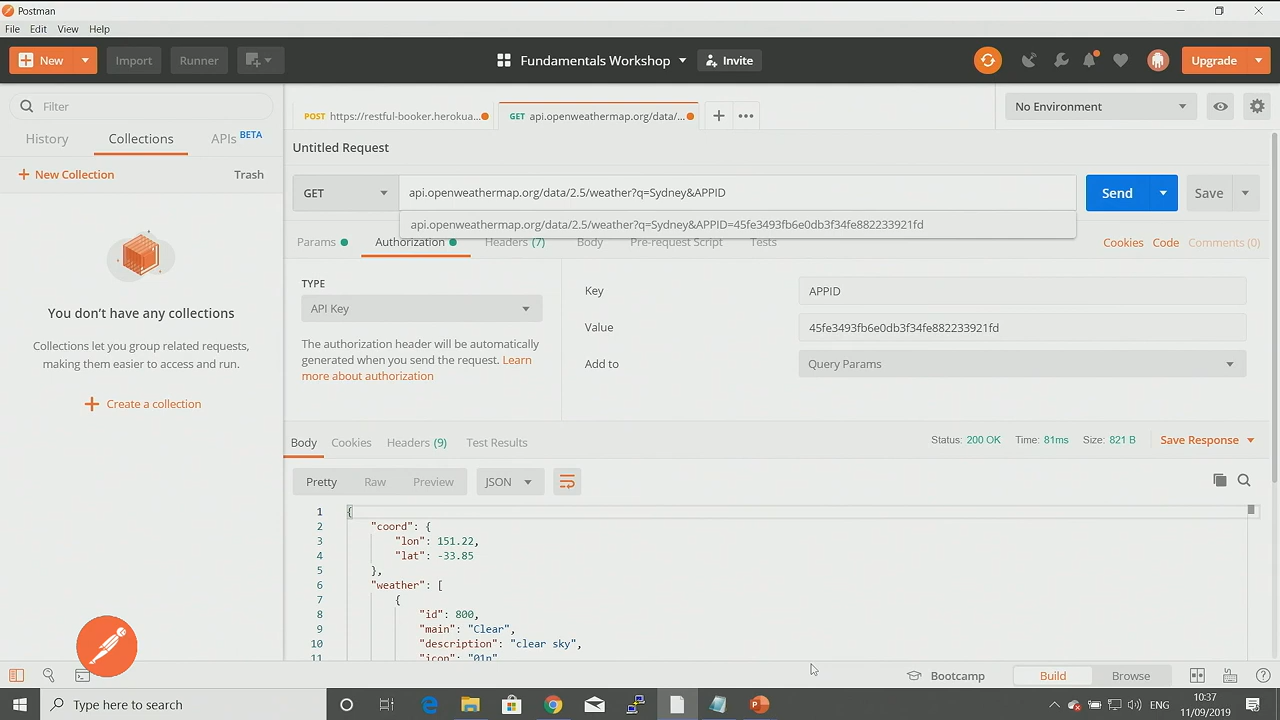 Postman
File Edit View Help
New Import Runner Fundamentals Workshop Invite Upgrade
Filter
History Collections APIs BETA
New Collection Trash
You don't have any collections
Collections let you group related requests,
making them easier to access and run.
Create a collection
POST https://restful-booker.herokua...
GET api.openweathermap.org/data/...
No Environment
Untitled Request
GET api.openweathermap.org/data/2.5/weather?q=Sydney&APPID Send Save
api.openweathermap.org/data/2.5/weather?q=Sydney&APPID=45fe3493fb6e0db3f34fe882233921fd
Params Authorization Headers (7) Body Pre-request Script Tests Cookies Code Comments (0)
TYPE
API Key
The authorization header will be automatically
generated when you send the request. Learn
more about authorization
Key APPID
Value 45fe3493fb6e0db3f34fe882233921fd
Add to Query Params
Body Cookies Headers (9) Test Results Status: 200 OK Time: 81ms Size: 821 B Save Response
Pretty Raw Preview JSON
1 {
2 "coord": {
3 "lon": 151.22,
4 "lat": -33.85
5 },
6 "weather": [
7 {
8 "id": 800,
9 "main": "Clear",
10 "description": "clear sky",
11 "icon": "01n"
Bootcamp Build Browse
Type here to search
ENG
10:37
11/09/2019